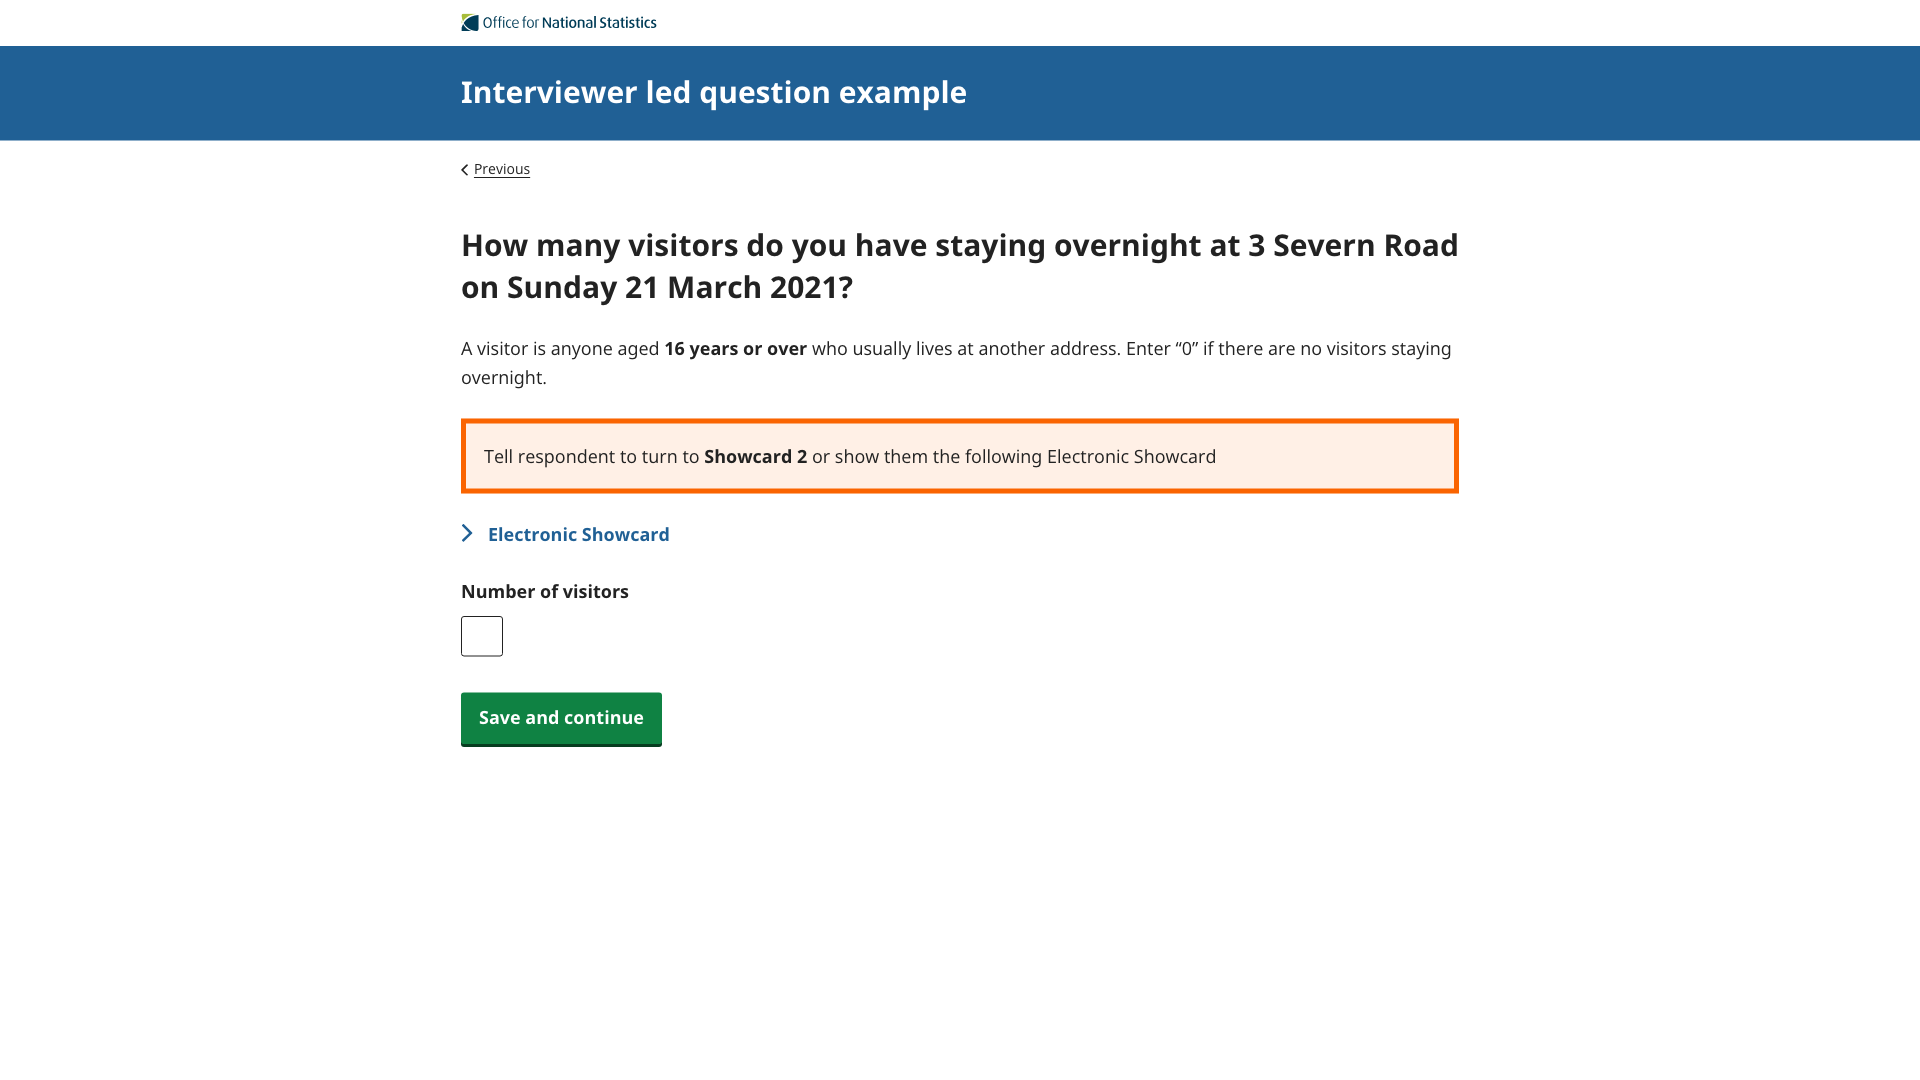 Office for National Statistics
Interviewer led question example
Previous
How many visitors do you have staying overnight at 3 Severn Road
on Sunday 21 March 2021?
A visitor is anyone aged 16 years or over who usually lives at another address. Enter “0” if there are no visitors staying
overnight.
Tell respondent to turn to Showcard 2 or show them the following Electronic Showcard
Electronic Showcard
Number of visitors
Save and continue